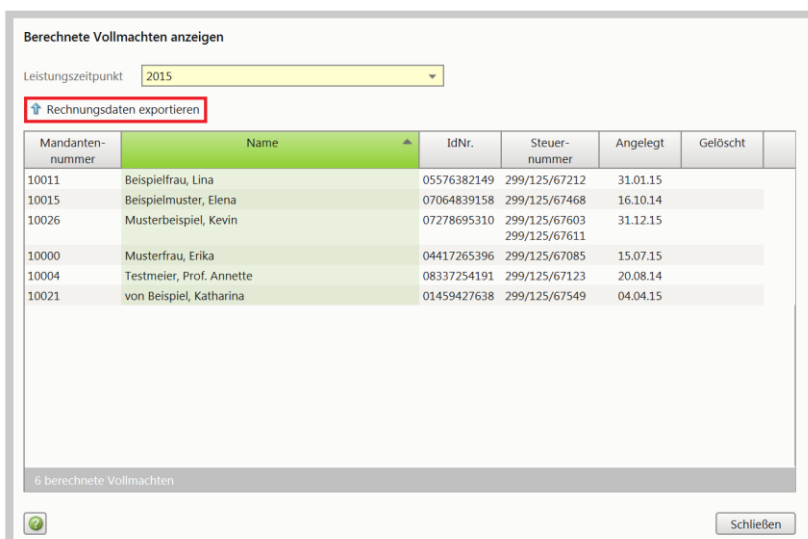 Berechnete Vollmachten anzeigen
Leistungszeitpunkt 2015
Rechnungsdaten exportieren
Mandanten- Name IdNr. Steuer- Angelegt Gelöscht
nummer nummer
10011 Beispielfrau, Lina 05576382149 299/125/67212 31.01.15
10015 Beispielmuster, Elena 07064839158 299/125/67468 16.10.14
10026 Musterbeispiel, Kevin 07278695310 299/125/67603 31.12.15
299/125/67611
10000 Musterfrau, Erika 04417265396 299/125/67085 15.07.15
10004 Testmeier, Prof. Annette 08337254191 299/125/67123 20.08.14
10021 von Beispiel, Katharina 01459427638 299/125/67549 04.04.15
6 berechnete Vollmachten
Schließen